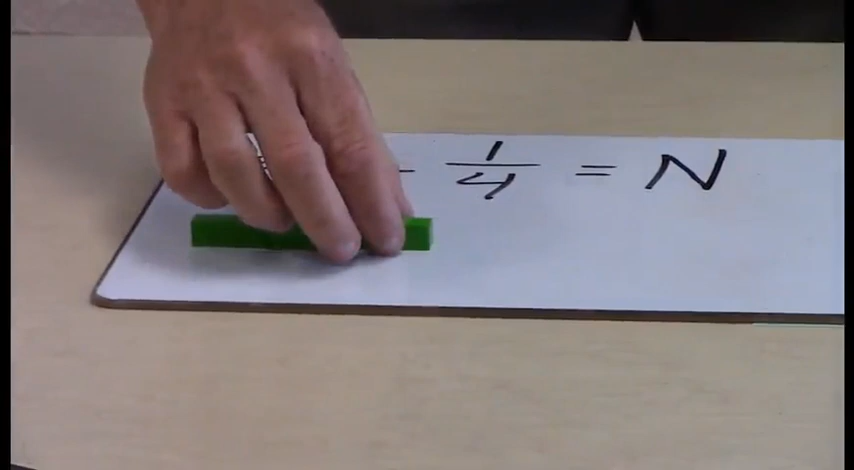 - 1/4 = N